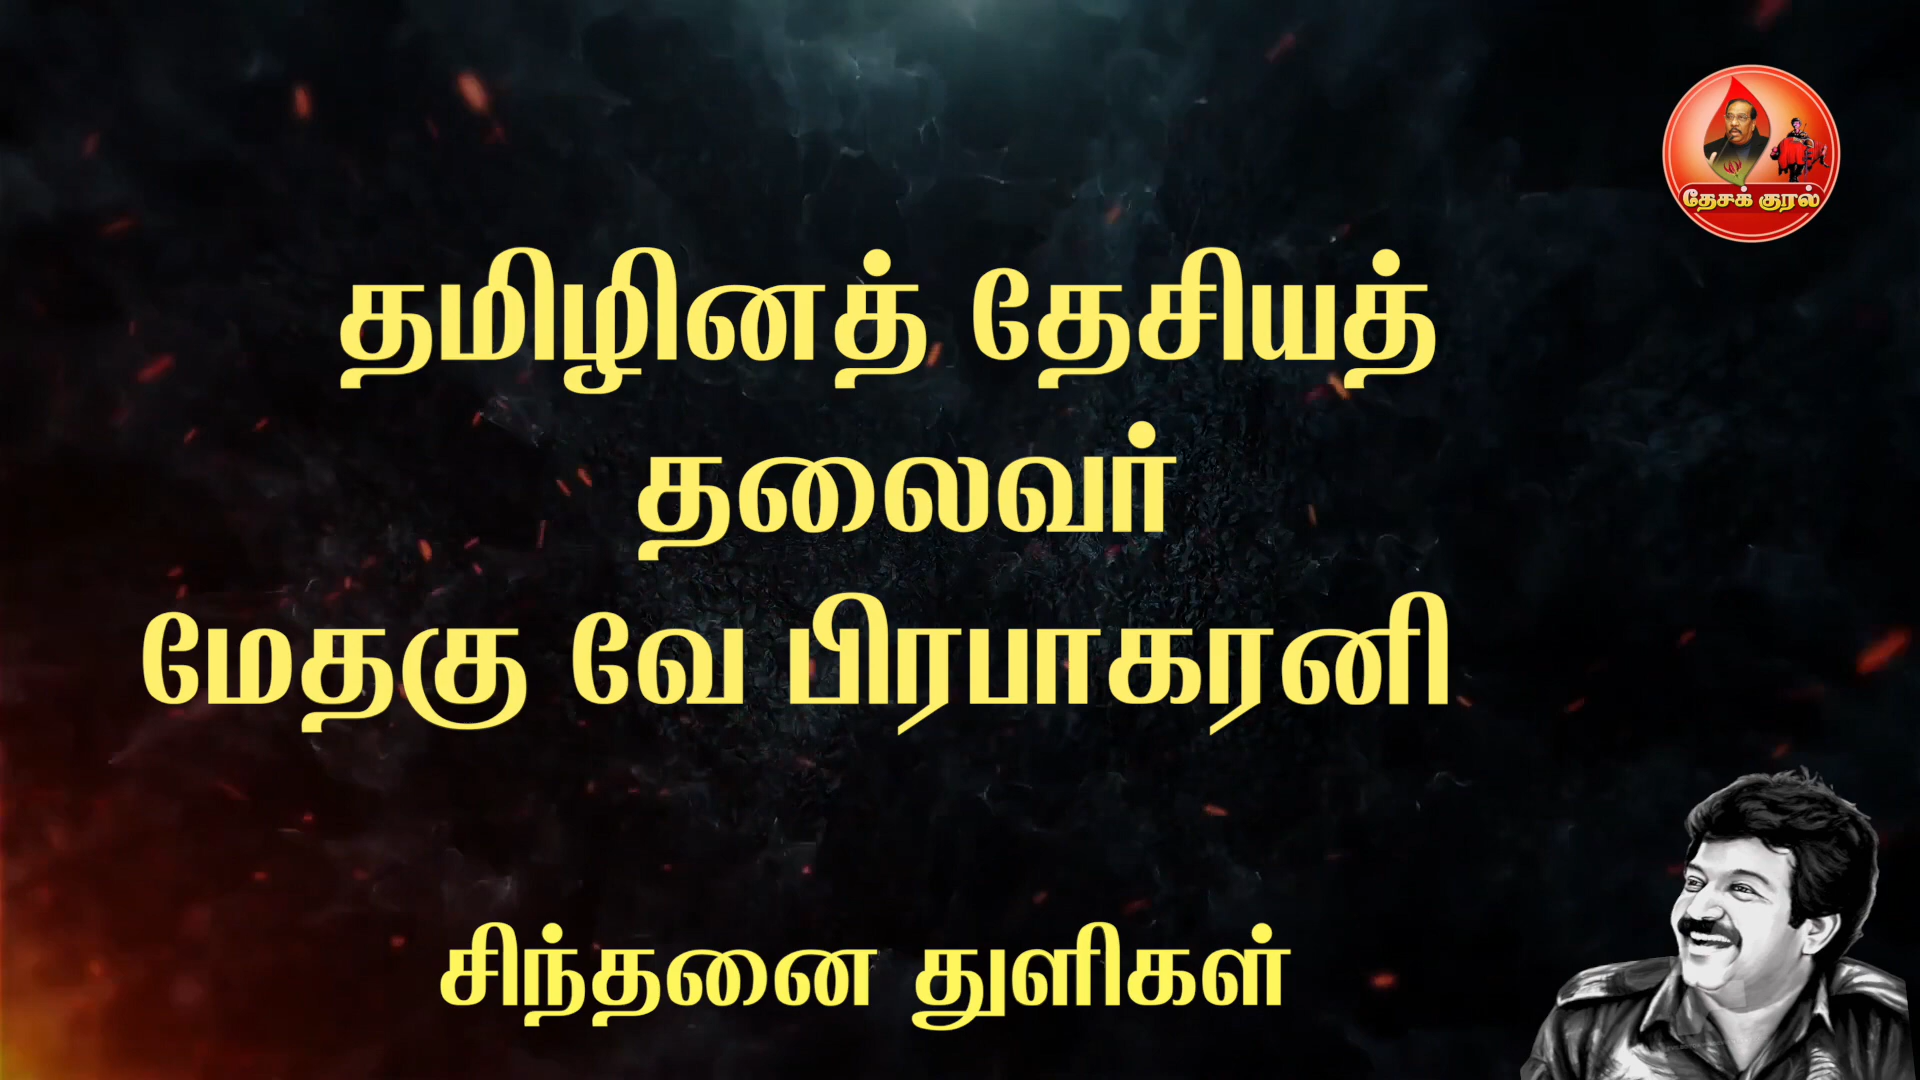 தேசக் குரல்
தமிழினத் தேசியத்
தலைவர்
மேதகு வே பிரபாகரனி
சிந்தனை துளிகள்